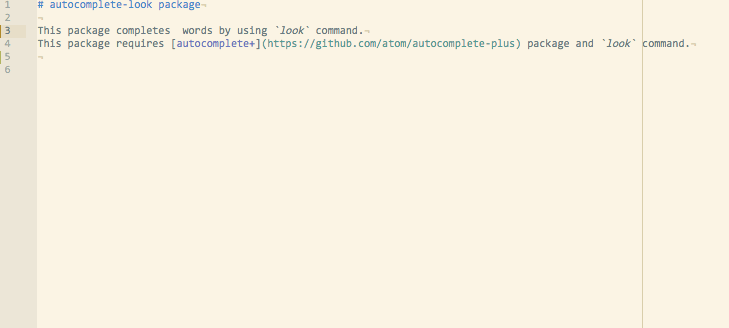 1 # autocomplete-look package¬
2 ¬
3 This package completes  words by using `look` command.¬
4 This package requires [autocomplete+](https://github.com/atom/autocomplete-plus) package and `look` command.¬
5 ¬
6